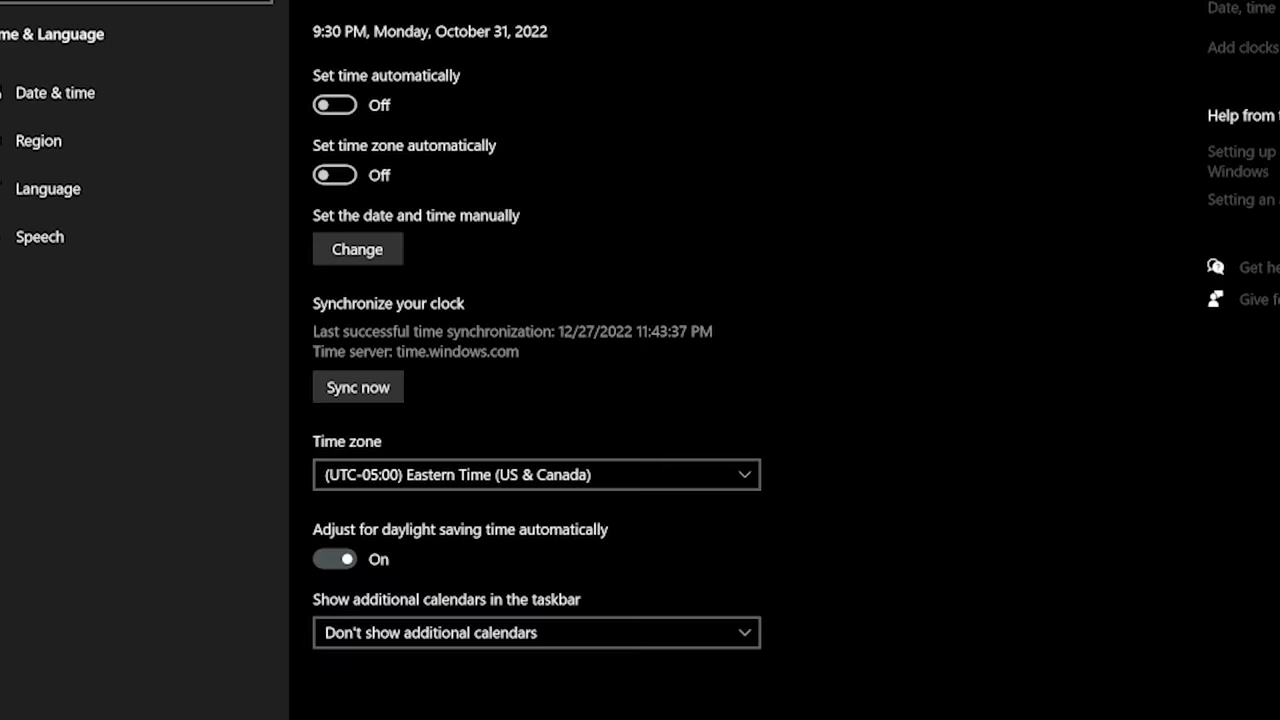 me & Language
Date & time
Region
Language
Speech
9:30 PM, Monday, October 31, 2022
Set time automatically
Off
Set time zone automatically
Off
Set the date and time manually
Change
Synchronize your clock
Last successful time synchronization: 12/27/2022 11:43:37 PM
Time server: time.windows.com
Sync now
Time zone
(UTC-05:00) Eastern Time (US & Canada)
Adjust for daylight saving time automatically
On
Show additional calendars in the taskbar
Don't show additional calendars
Date, time
Add clocks
Help from
Setting up
Windows
Setting an
Get he
Give f